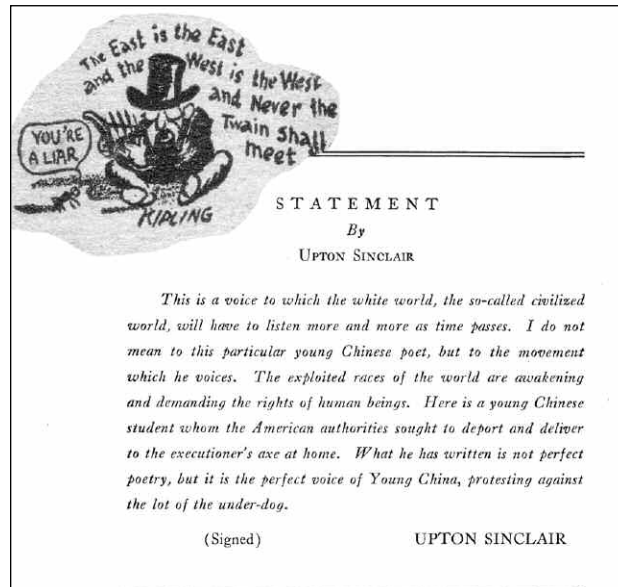 The East is the East
and the West is the West
and Never the
Twain shall
meet
YOU'RE
A LIAR
KIPLING
STATEMENT
By
UPTON SINCLAIR
This is a voice to which the white world, the so-called civilized
world, will have to listen more and more as time passes. I do not
mean to this particular young Chinese poet, but to the movement
which he voices. The exploited races of the world are awakening
and demanding the rights of human beings. Here is a young Chinese
student whom the American authorities sought to deport and deliver
to the executioner's axe at home. What he has written is not perfect
poetry, but it is the perfect voice of Young China, protesting against
the lot of the under-dog.
(Signed) UPTON SINCLAIR